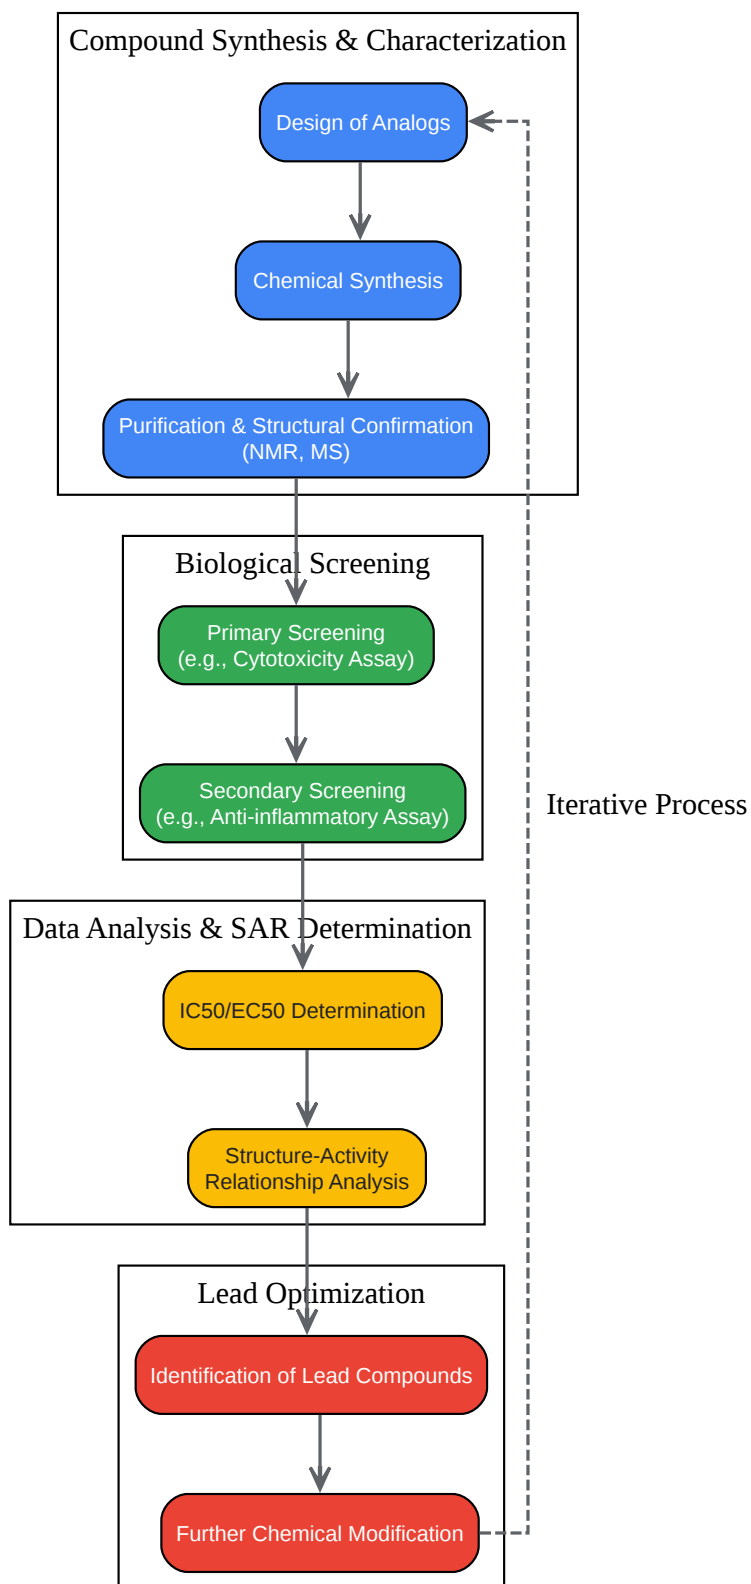 Compound Synthesis & Characterization
Design of Analogs
Chemical Synthesis
Purification & Structural Confirmation
(NMR, MS)
Biological Screening
Primary Screening
(e.g., Cytotoxicity Assay)
Secondary Screening
(e.g., Anti-inflammatory Assay)
Iterative Process
Data Analysis & SAR Determination
IC50/EC50 Determination
Structure-Activity
Relationship Analysis
Lead Optimization
Identification of Lead Compounds
Further Chemical Modification